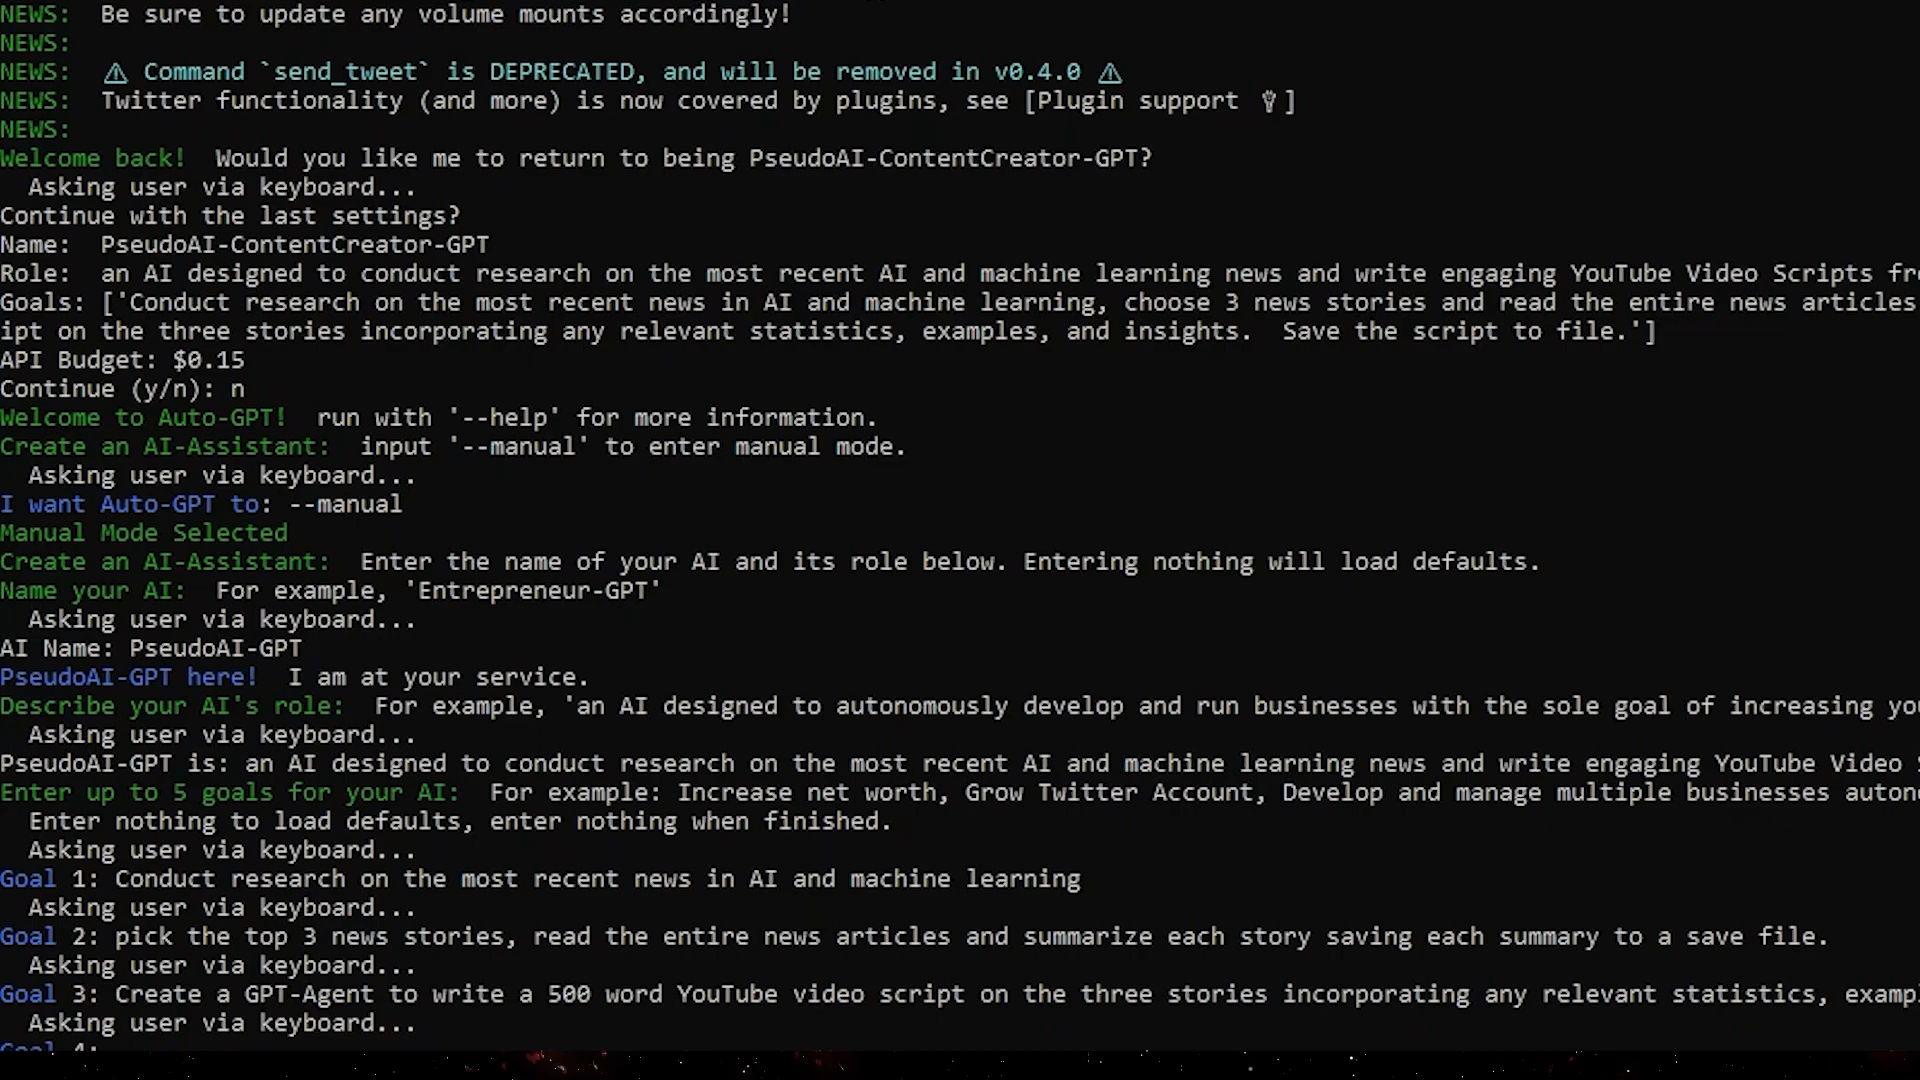 NEWS:  Be sure to update any volume mounts accordingly!
NEWS:
NEWS:  ⚠ Command `send_tweet` is DEPRECATED, and will be removed in v0.4.0 ⚠
NEWS:  Twitter functionality (and more) is now covered by plugins, see [Plugin support 🔌]
NEWS:
Welcome back!  Would you like me to return to being PseudoAI-ContentCreator-GPT?
  Asking user via keyboard...
Continue with the last settings?
Name:  PseudoAI-ContentCreator-GPT
Role:  an AI designed to conduct research on the most recent AI and machine learning news and write engaging YouTube Video Scripts
Goals: ['Conduct research on the most recent news in AI and machine learning, choose 3 news stories and read the entire news articles
ipt on the three stories incorporating any relevant statistics, examples, and insights.  Save the script to file.']
API Budget: $0.15
Continue (y/n): n
Welcome to Auto-GPT!  run with '--help' for more information.
Create an AI-Assistant:  input '--manual' to enter manual mode.
  Asking user via keyboard...
I want Auto-GPT to: --manual
Manual Mode Selected
Create an AI-Assistant:  Enter the name of your AI and its role below. Entering nothing will load defaults.
Name your AI:  For example, 'Entrepreneur-GPT'
  Asking user via keyboard...
AI Name: PseudoAI-GPT
PseudoAI-GPT here!  I am at your service.
Describe your AI's role:  For example, 'an AI designed to autonomously develop and run businesses with the sole goal of increasing
  Asking user via keyboard...
PseudoAI-GPT is: an AI designed to conduct research on the most recent AI and machine learning news and write engaging YouTube Video
Enter up to 5 goals for your AI:  For example: Increase net worth, Grow Twitter Account, Develop and manage multiple businesses
  Enter nothing to load defaults, enter nothing when finished.
  Asking user via keyboard...
Goal 1: Conduct research on the most recent news in AI and machine learning
  Asking user via keyboard...
Goal 2: pick the top 3 news stories, read the entire news articles and summarize each story saving each summary to a save file.
  Asking user via keyboard...
Goal 3: Create a GPT-Agent to write a 500 word YouTube video script on the three stories incorporating any relevant statistics,
  Asking user via keyboard...
Goal 4: